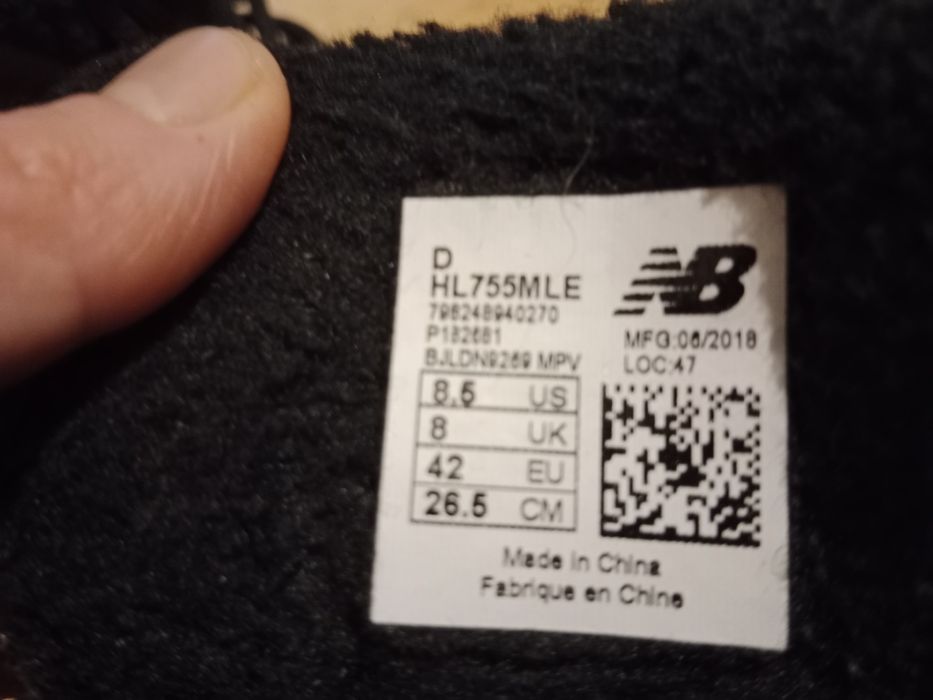 D
HL755MLE
798248940270
P182681
BJLDN9269 MPV
NB
MFG:06/2018
LOC:47
8.5 US
8 UK
42 EU
26.5 CM
Made in China
Fabrique en Chine